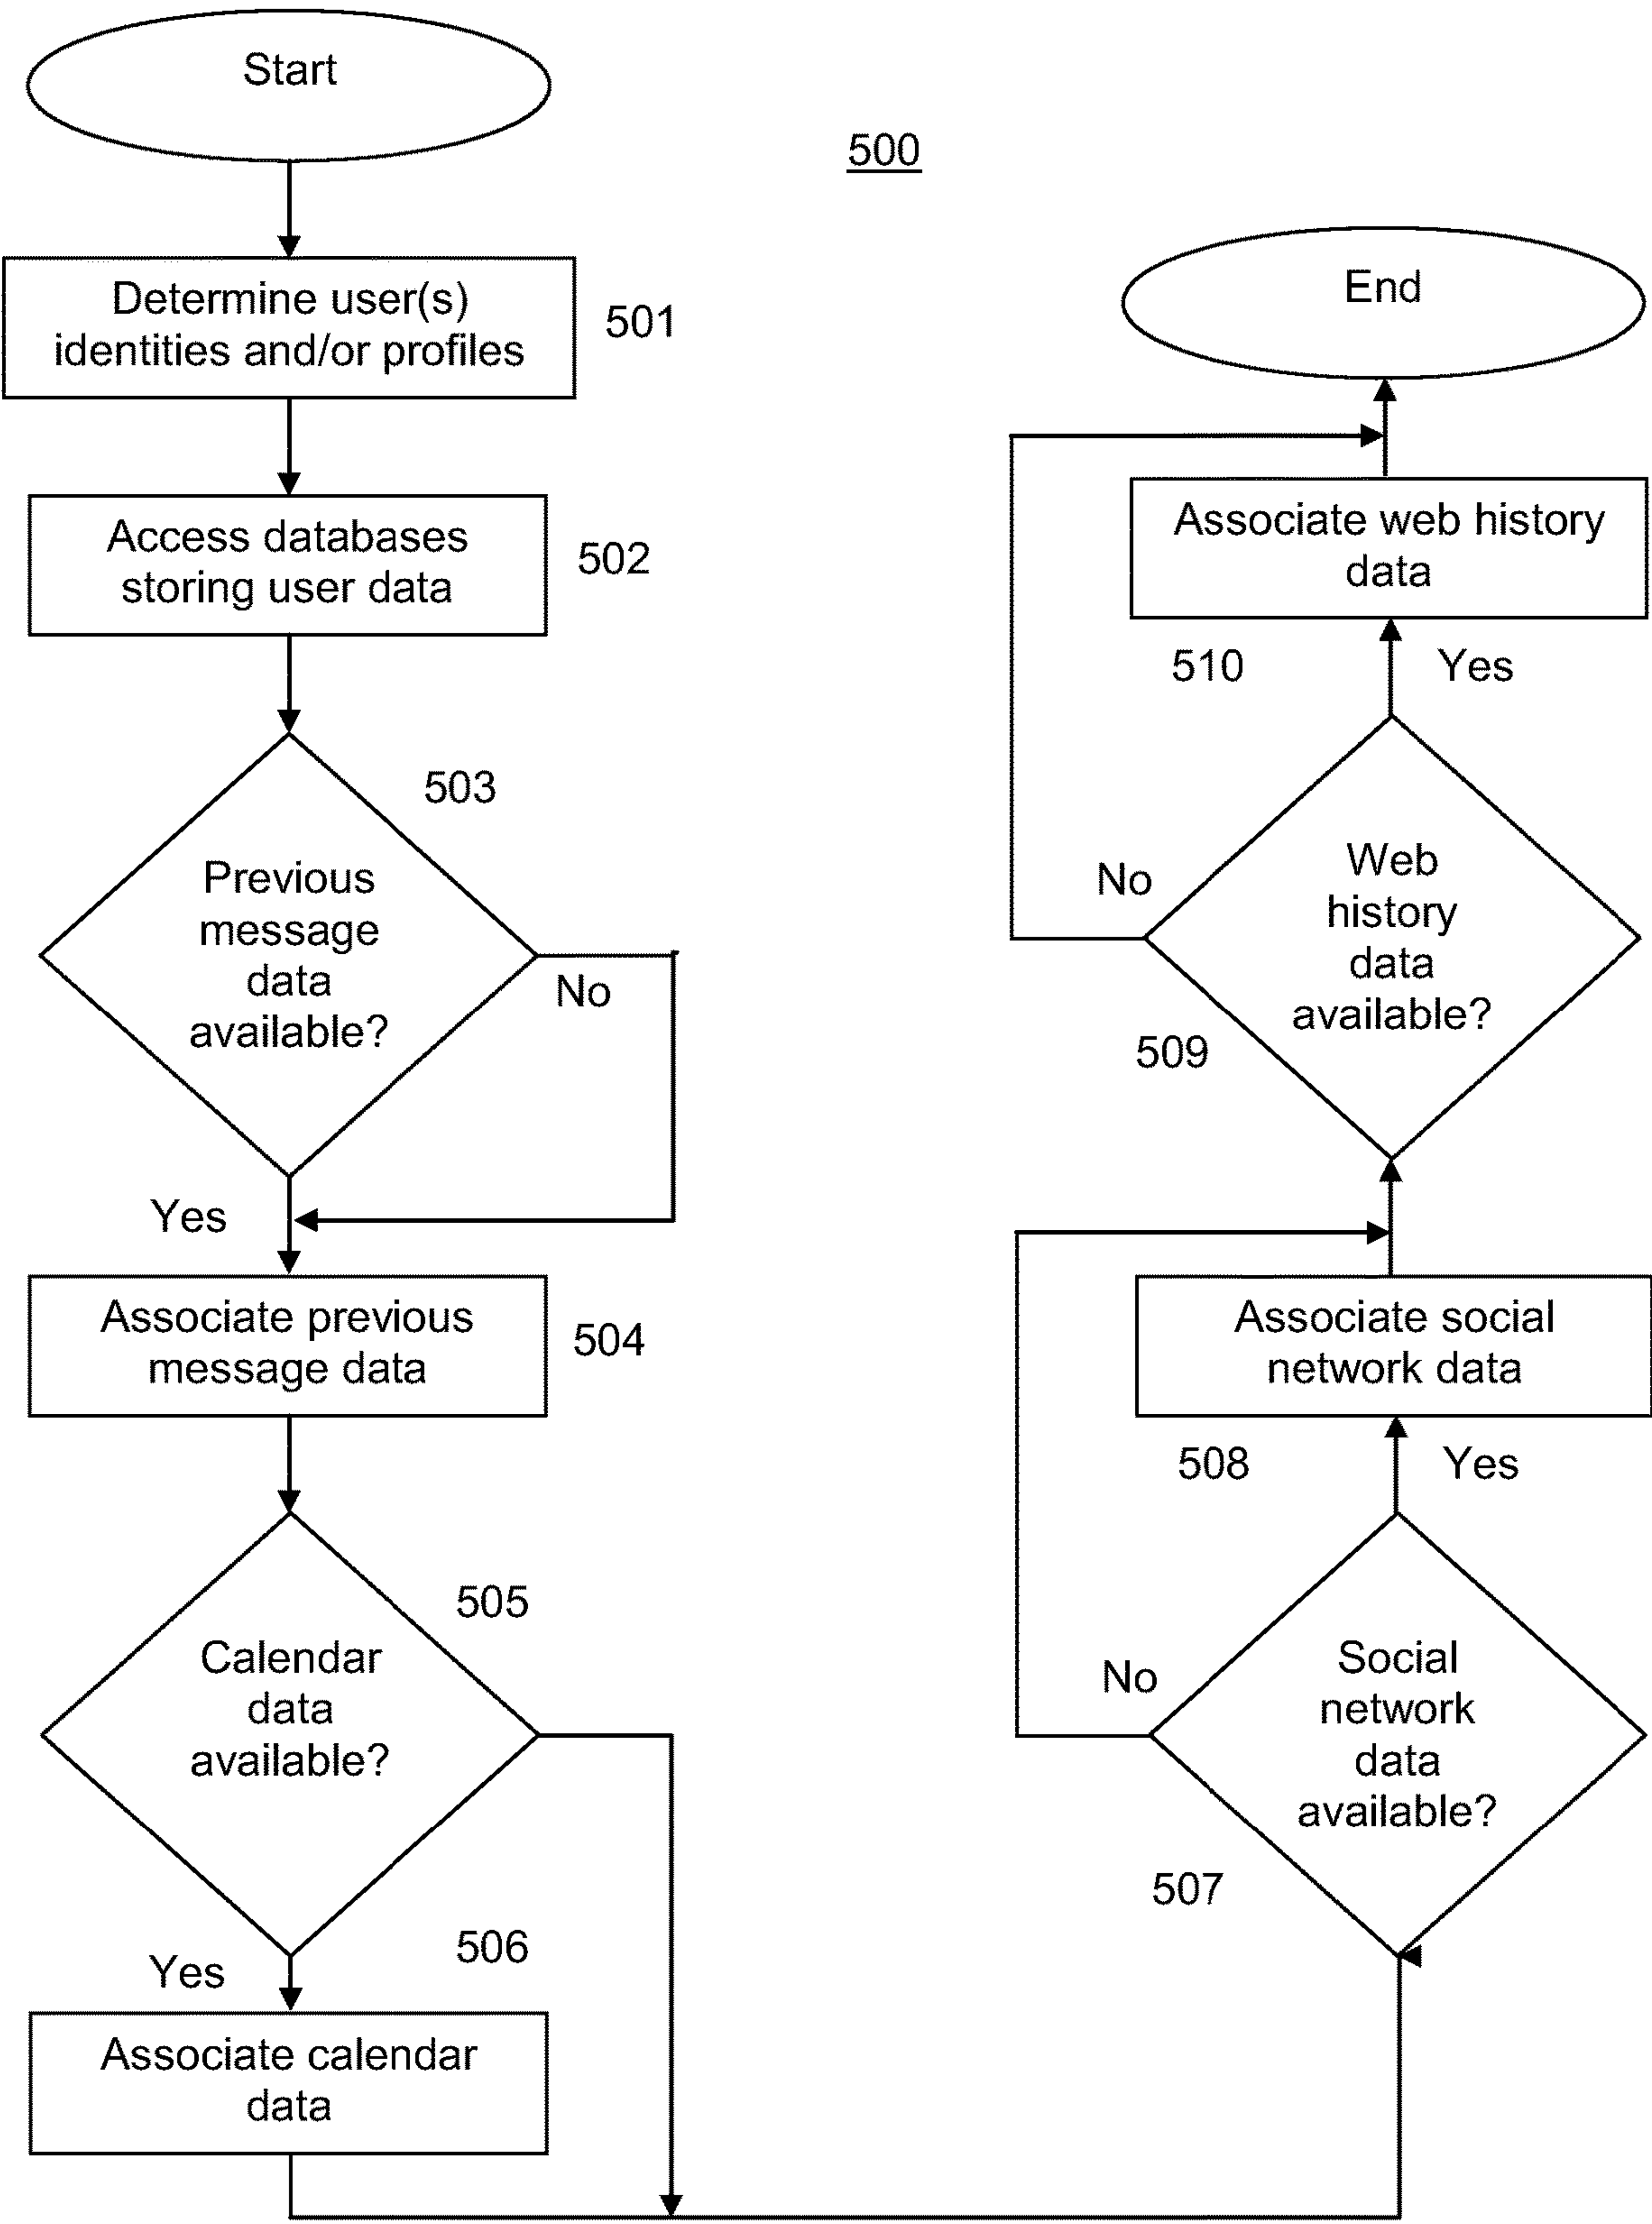 Start
500
Determine user(s)
identities and/or profiles
501
Access databases
storing user data
502
503
Previous
message
data
available?
No
Yes
Associate previous
message data
504
505
Calendar
data
available?
506
Yes
Associate calendar
data
Social
network
data
available?
507
No
508
Yes
Associate social
network data
Web
history
data
available?
509
No
510
Yes
Associate web history
data
End